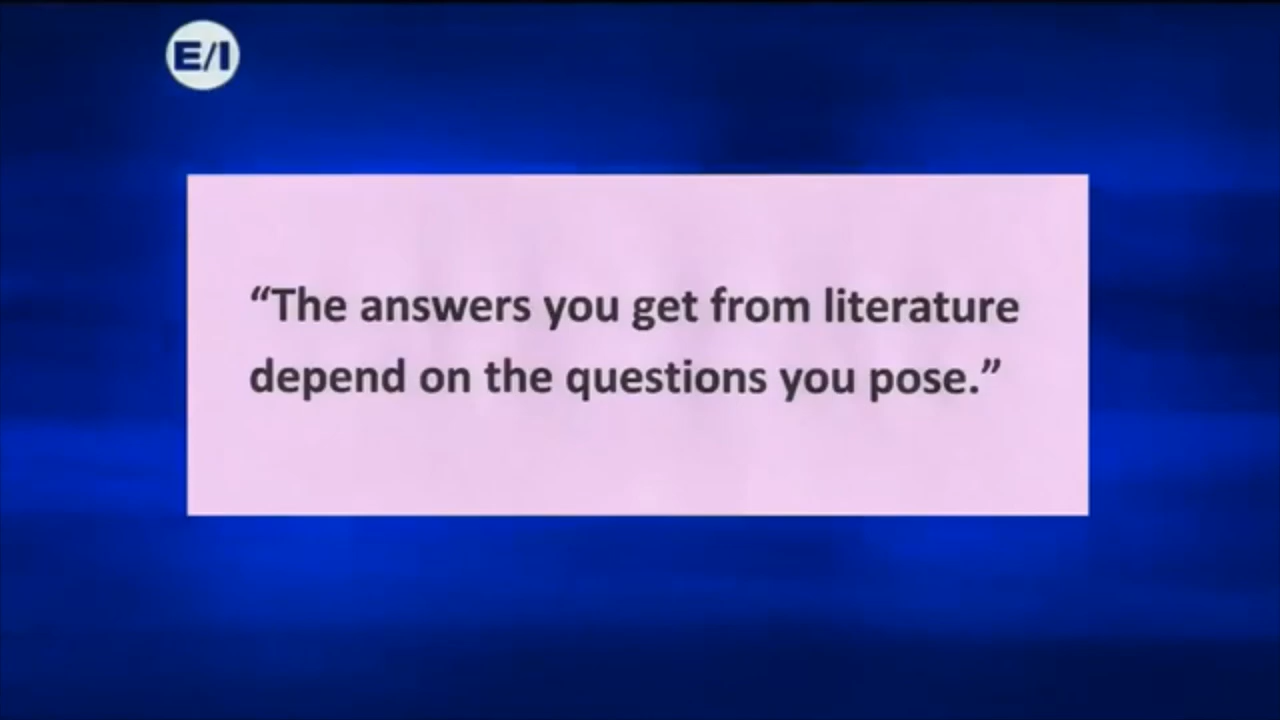 E/I
“The answers you get from literature
depend on the questions you pose.”